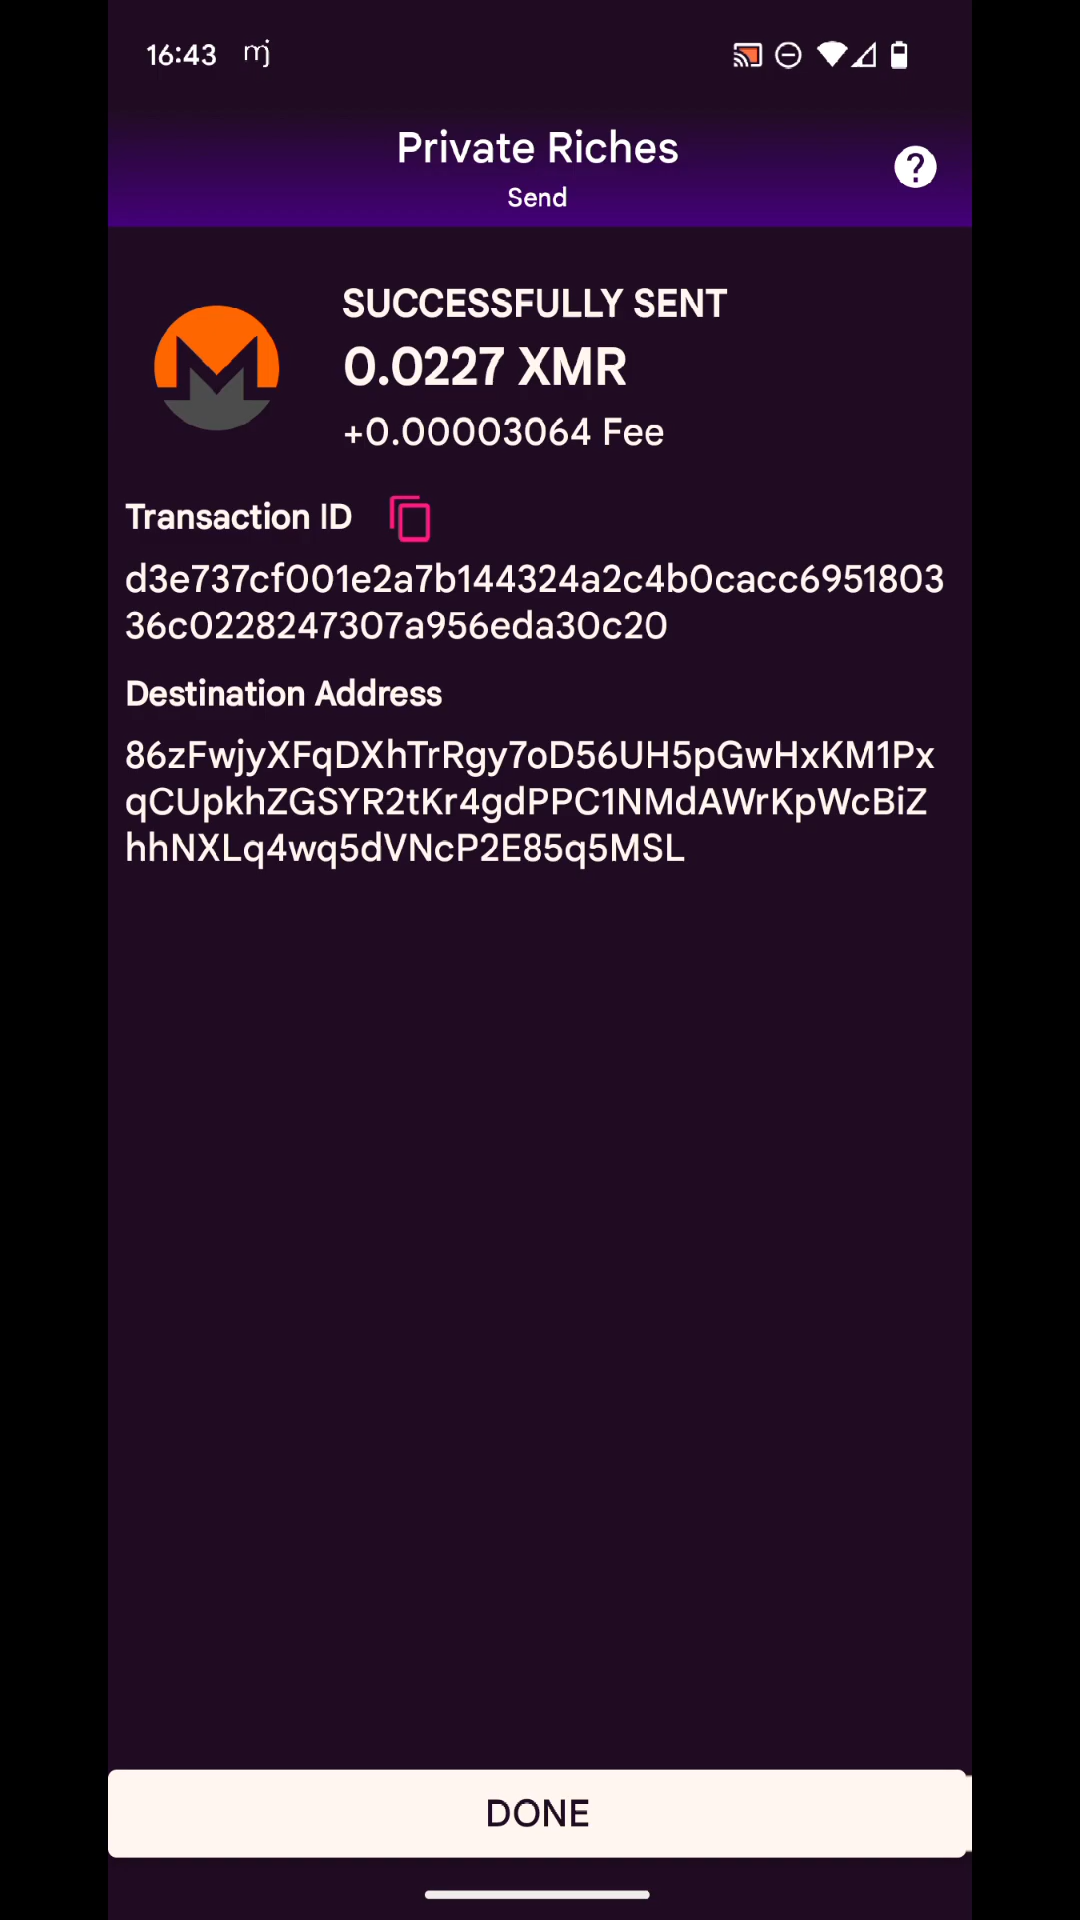 16:43 mj
Private Riches
Send
SUCCESSFULLY SENT
0.0227 XMR
+0.00003064 Fee
Transaction ID
d3e737cf001e2a7b144324a2c4b0cacc6951803
36c0228247307a956eda30c20
Destination Address
86zFwjyXFqDXhTrRgy7oD56UH5pGwHxKM1Px
qCUpkhZGSYR2tKr4gdPPC1NMdAWrKpWcBiZ
hhNXLq4wq5dVNcP2E85q5MSL
DONE